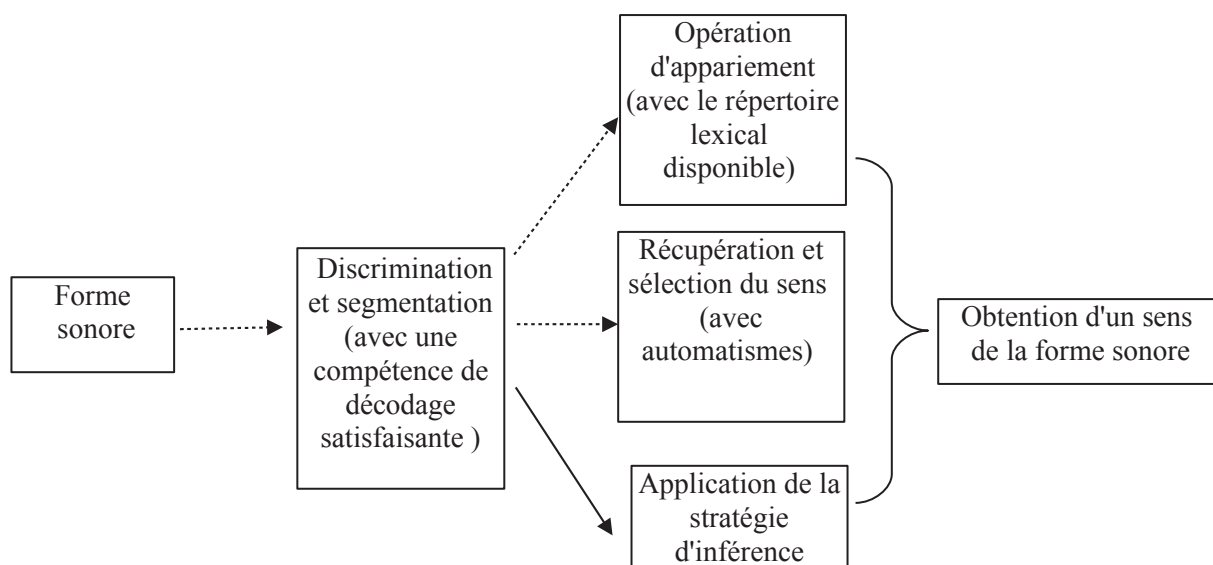 Forme
sonore
Discrimination
et segmentation
(avec une
compétence de
décodage
satisfaisante )
Opération
d'appariement
(avec le répertoire
lexical
disponible)
Récupération et
sélection du sens
(avec
automatismes)
Application de la
stratégie
d'inférence
Obtention d'un sens
de la forme sonore